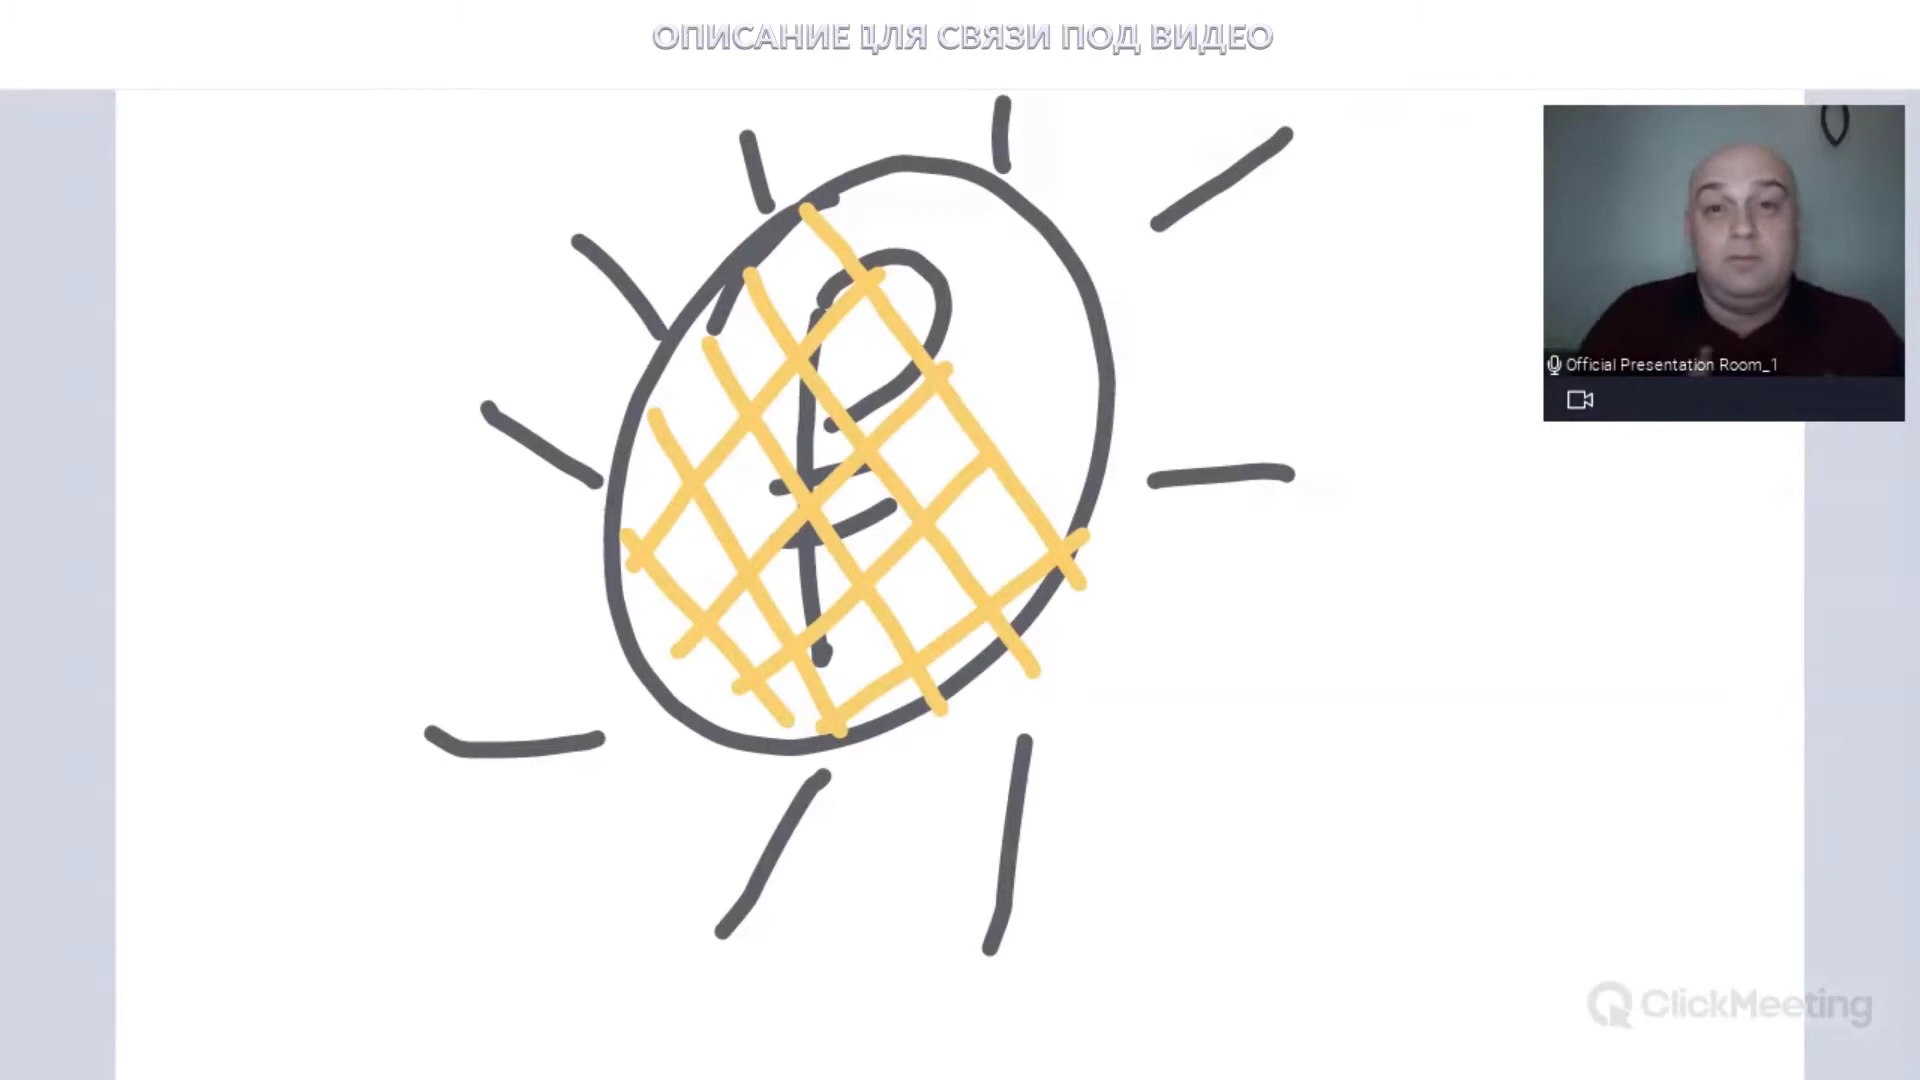 ОПИСАНИЕ ДЛЯ СВЯЗИ ПОД ВИДЕО
Official Presentation Room_1
ClickMeeting